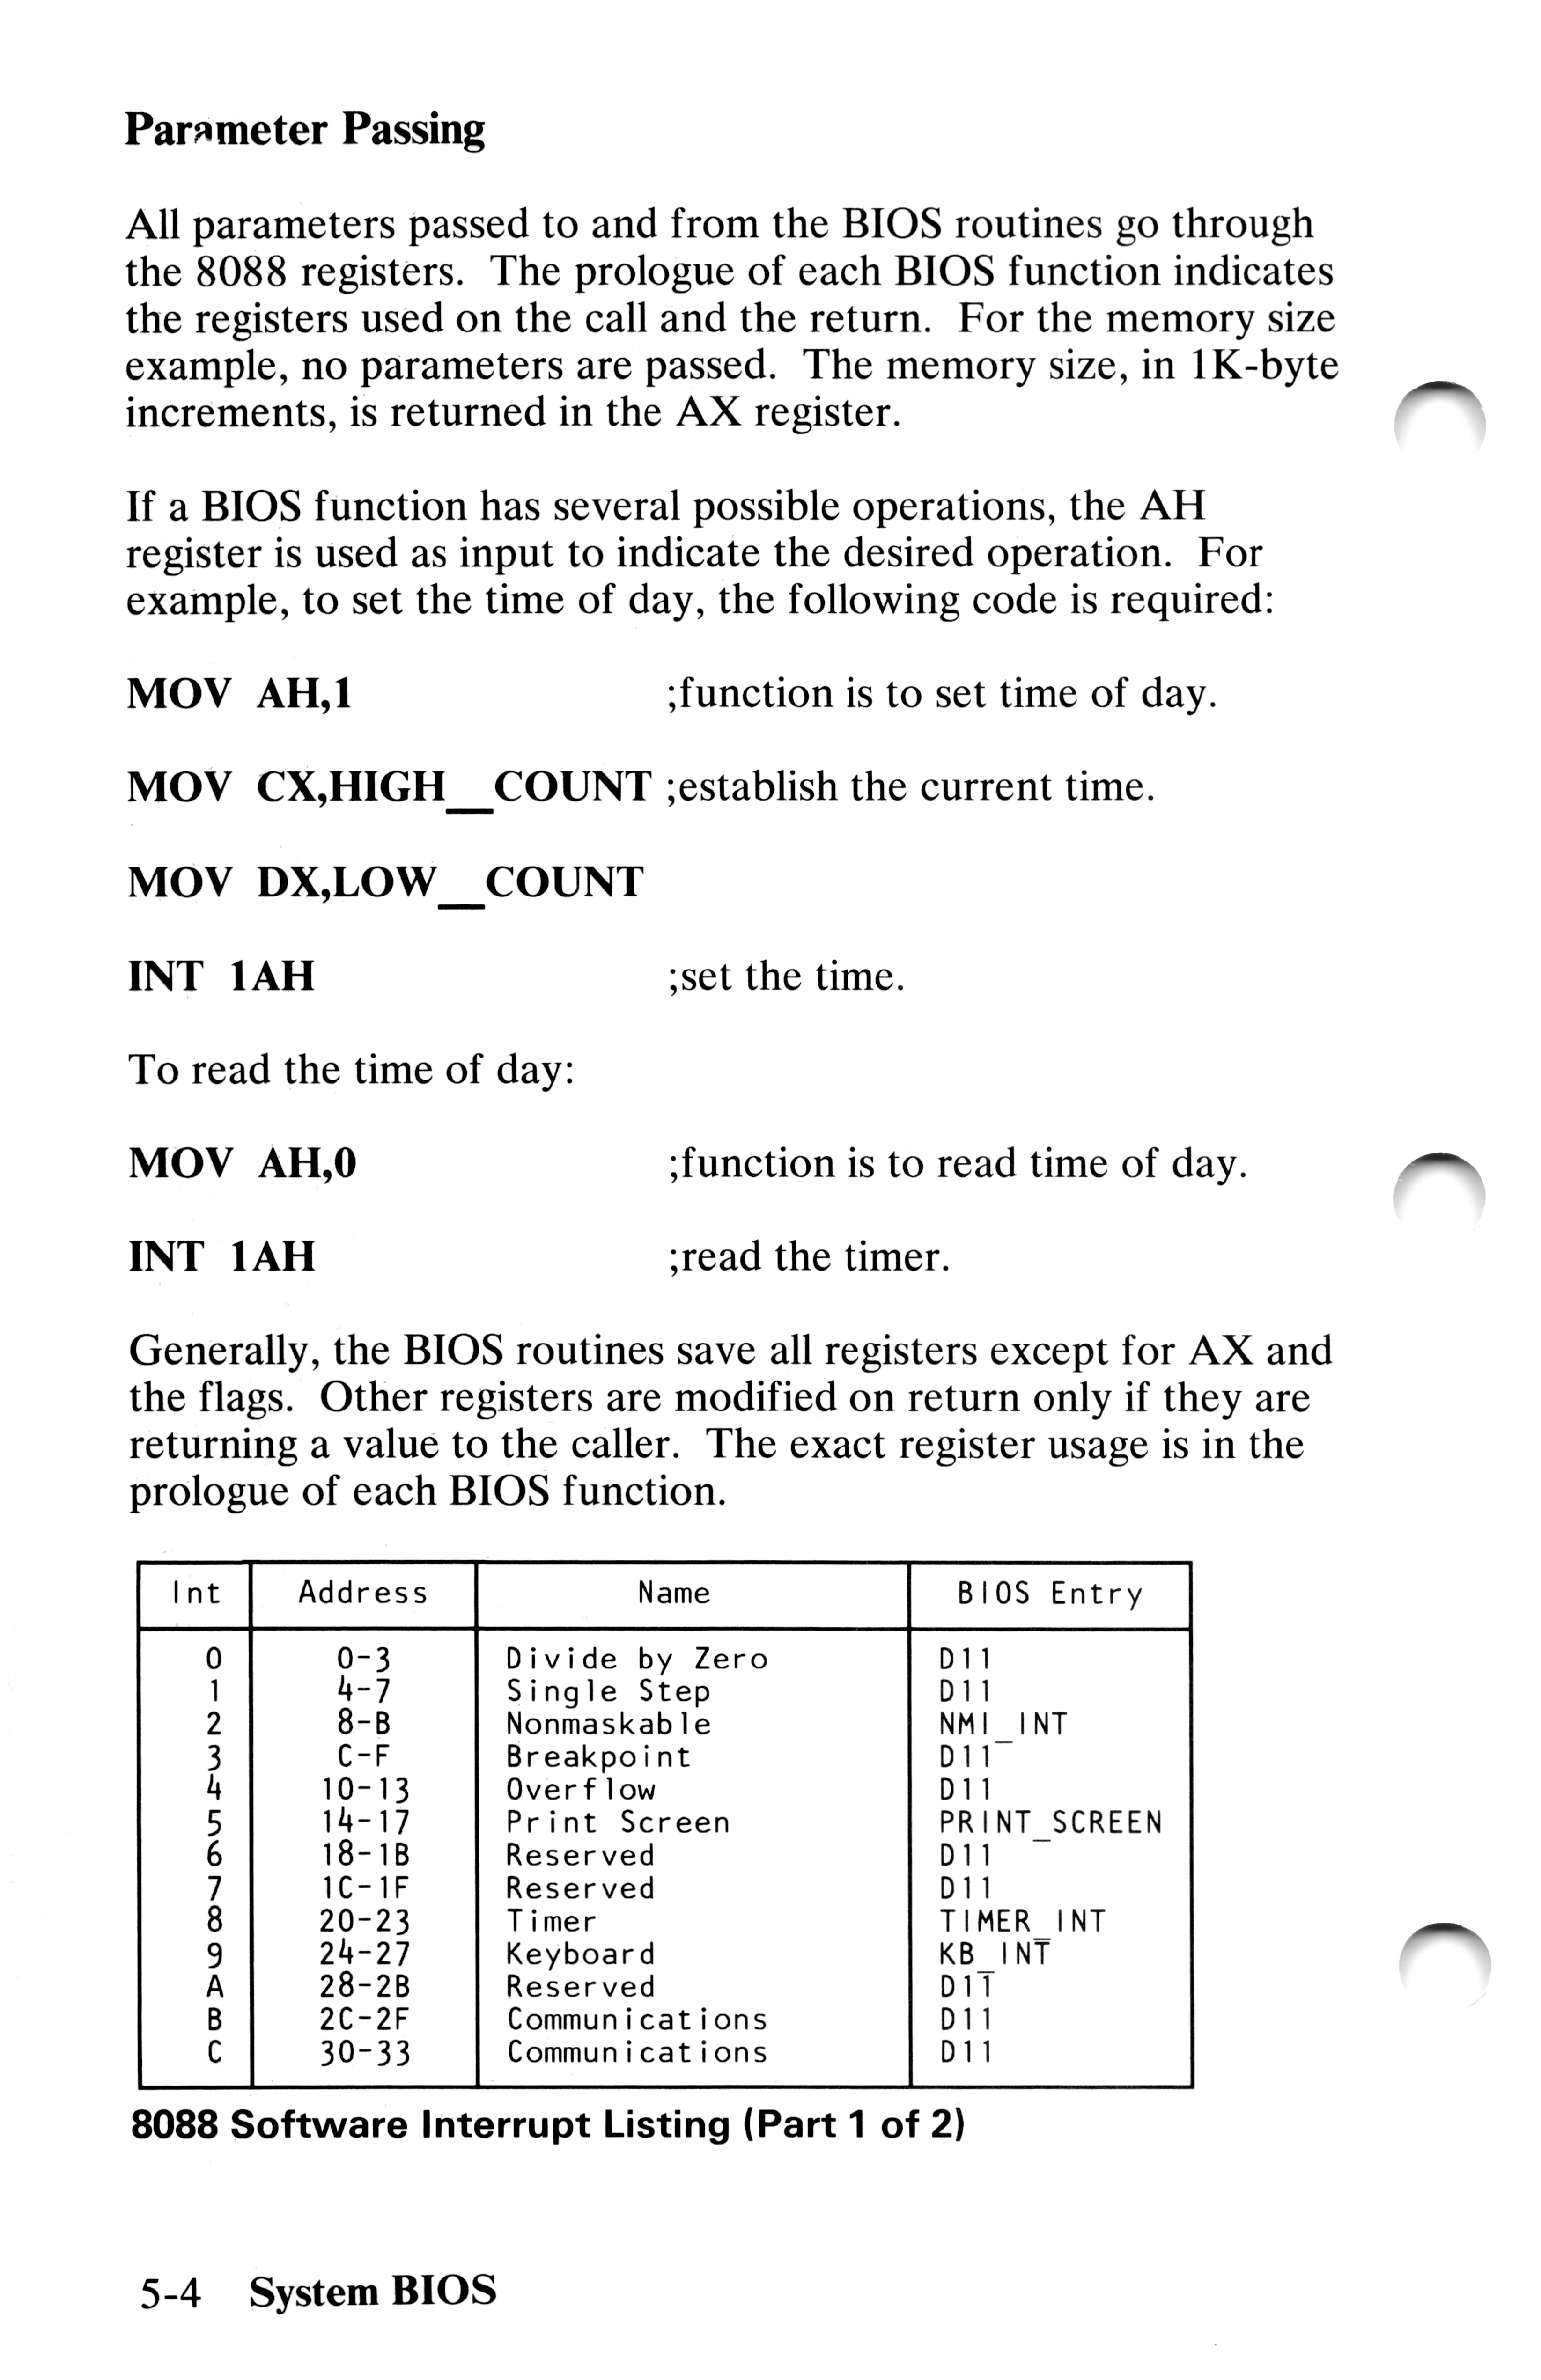 Parameter Passing
All parameters passed to and from the BIOS routines go through
the 8088 registers. The prologue of each BIOS function indicates
the registers used on the call and the return. For the memory size
example, no parameters are passed. The memory size, in 1K-byte
increments, is returned in the AX register.
If a BIOS function has several possible operations, the AH
register is used as input to indicate the desired operation. For
example, to set the time of day, the following code is required:
MOV AH,1 ;function is to set time of day.
MOV CX,HIGH__COUNT ;establish the current time.
MOV DX,LOW__COUNT
INT 1AH ;set the time.
To read the time of day:
MOV AH,0 ;function is to read time of day.
INT 1AH ;read the timer.
Generally, the BIOS routines save all registers except for AX and
the flags. Other registers are modified on return only if they are
returning a value to the caller. The exact register usage is in the
prologue of each BIOS function.
Int Address Name BIOS Entry
0 0-3 Divide by Zero D11
1 4-7 Single Step D11
2 8-B Nonmaskable NMI_INT
3 C-F Breakpoint D11
4 10-13 Overflow D11
5 14-17 Print Screen PRINT_SCREEN
6 18-1B Reserved D11
7 1C-1F Reserved D11
8 20-23 Timer TIMER_INT
9 24-27 Keyboard KB_INT
A 28-2B Reserved D11
B 2C-2F Communications D11
C 30-33 Communications D11
8088 Software Interrupt Listing (Part 1 of 2)
5-4 System BIOS